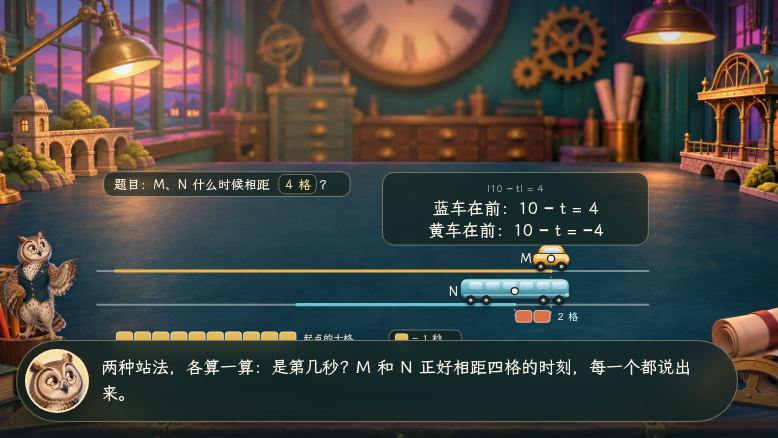 题目：M、N 什么时候相距 4 格 ？
|10 − t| = 4
蓝车在前：10 − t = 4
黄车在前：10 − t = −4
M
N
2 格
起点的十格
= 1 秒
两种站法，各算一算：是第几秒？M 和 N 正好相距四格的时刻，每一个都说出
来。